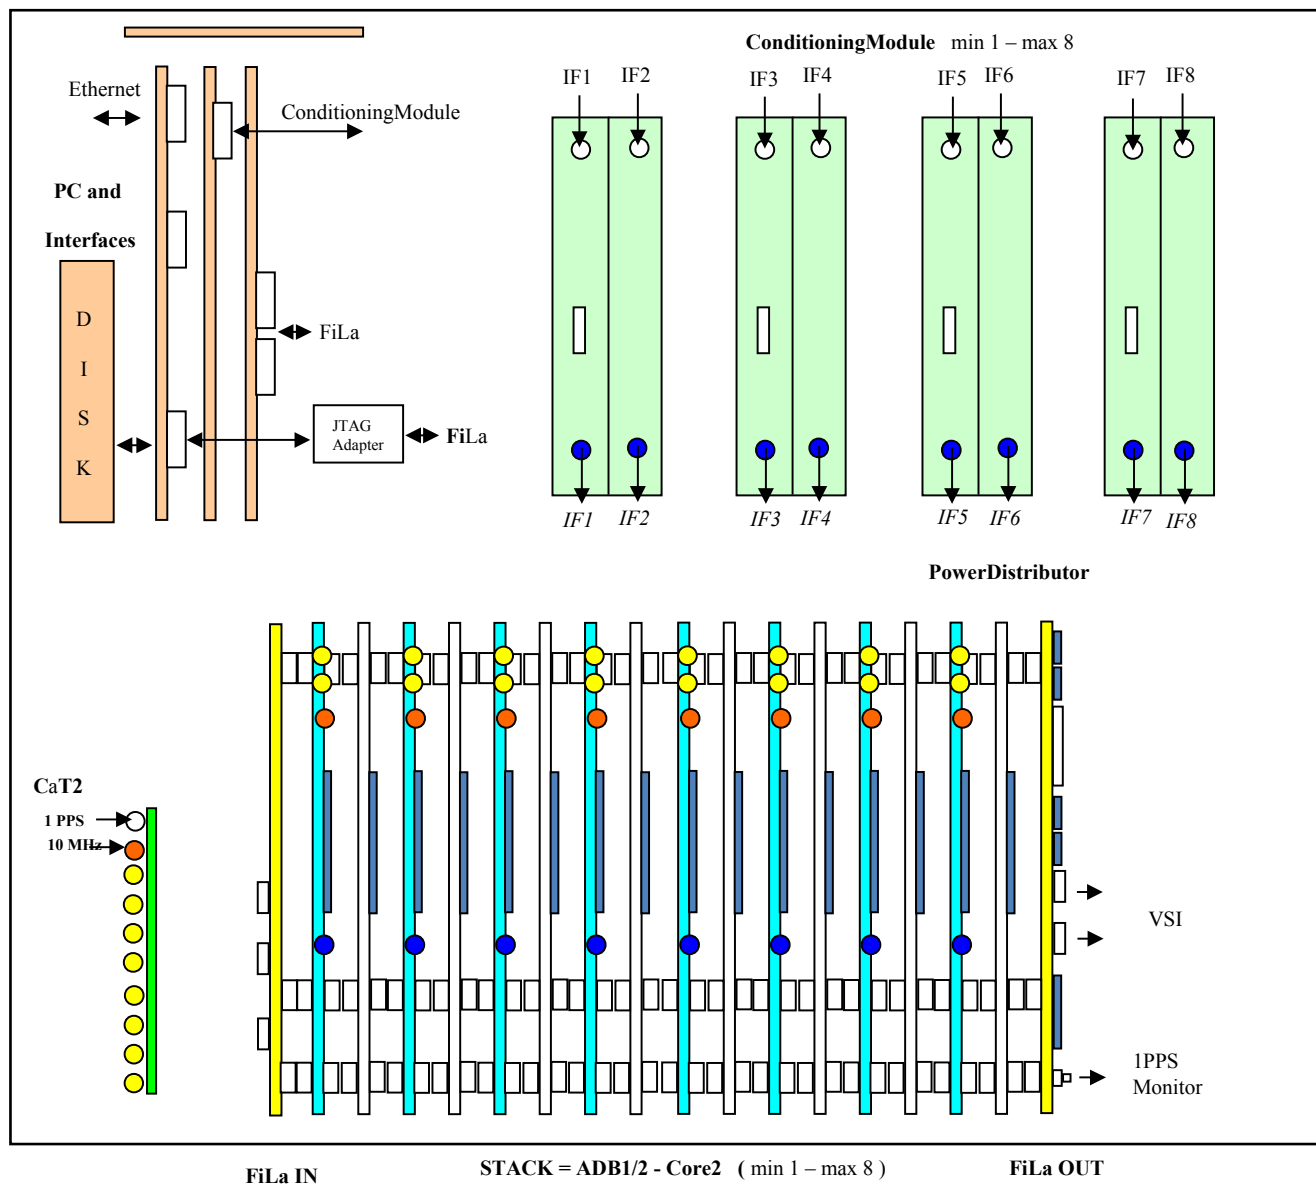 ConditioningModule min 1 – max 8
IF1 IF2 IF3 IF4 IF5 IF6 IF7 IF8
Ethernet
ConditioningModule
PC and
Interfaces
D
I
S
K
FiLa
JTAG
Adapter
FiLa
IF1 IF2 IF3 IF4 IF5 IF6 IF7 IF8
PowerDistributor
CaT2
1 PPS
10 MHz
VSI
1PPS
Monitor
FiLa IN
STACK = ADB1/2 - Core2 ( min 1 – max 8 )
FiLa OUT